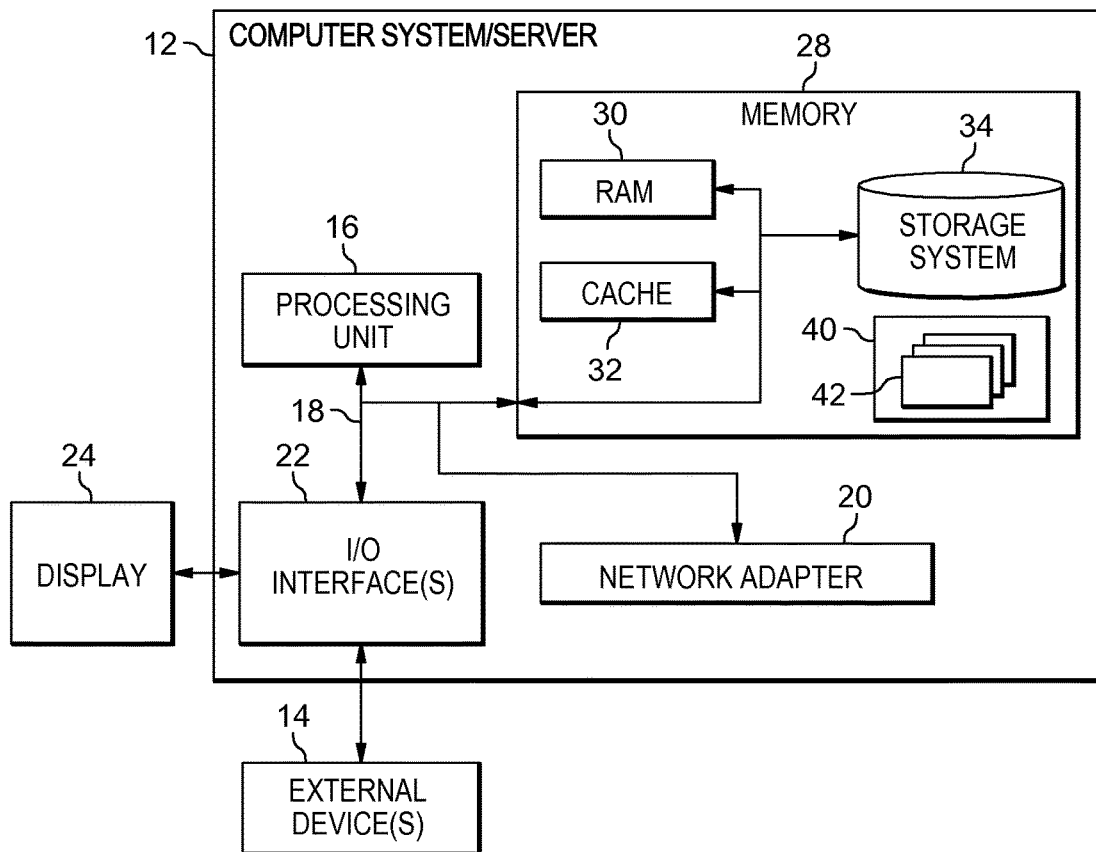 12
COMPUTER SYSTEM/SERVER
28
MEMORY
30
RAM
34
STORAGE
SYSTEM
16
PROCESSING
UNIT
CACHE
32
40
42
18
24
22
DISPLAY
I/O
INTERFACE(S)
20
NETWORK ADAPTER
14
EXTERNAL
DEVICE(S)